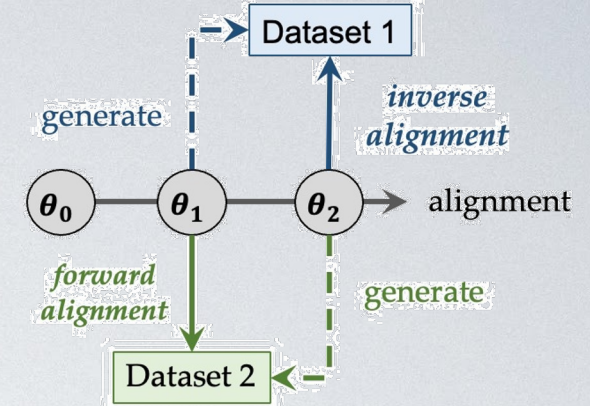 Dataset 1
generate
inverse
alignment
θ₀
θ₁
θ₂
alignment
forward
alignment
generate
Dataset 2